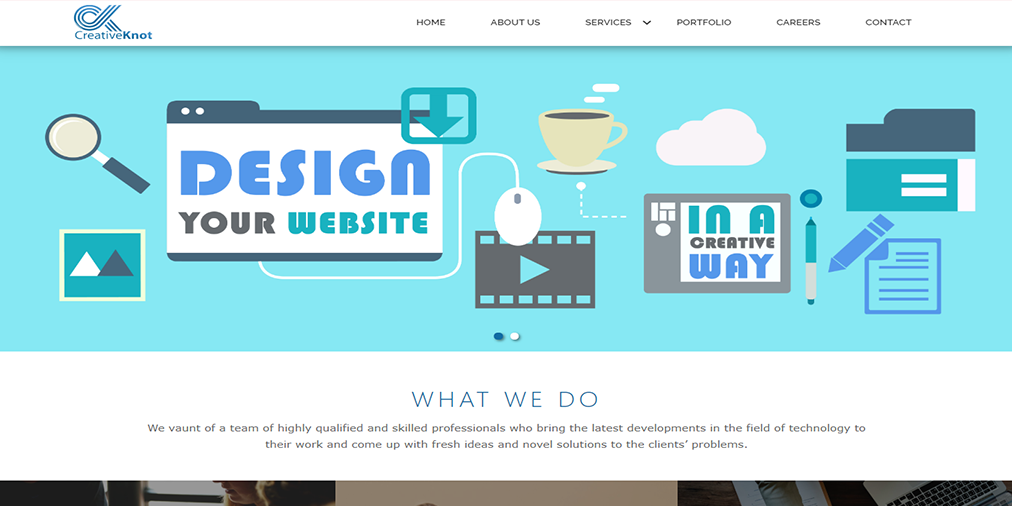 CreativeKnot
HOME ABOUT US SERVICES PORTFOLIO CAREERS CONTACT
DESIGN
YOUR WEBSITE
IN A
CREATIVE
WAY
WHAT WE DO
We vaunt of a team of highly qualified and skilled professionals who bring the latest developments in the field of technology to
their work and come up with fresh ideas and novel solutions to the clients’ problems.